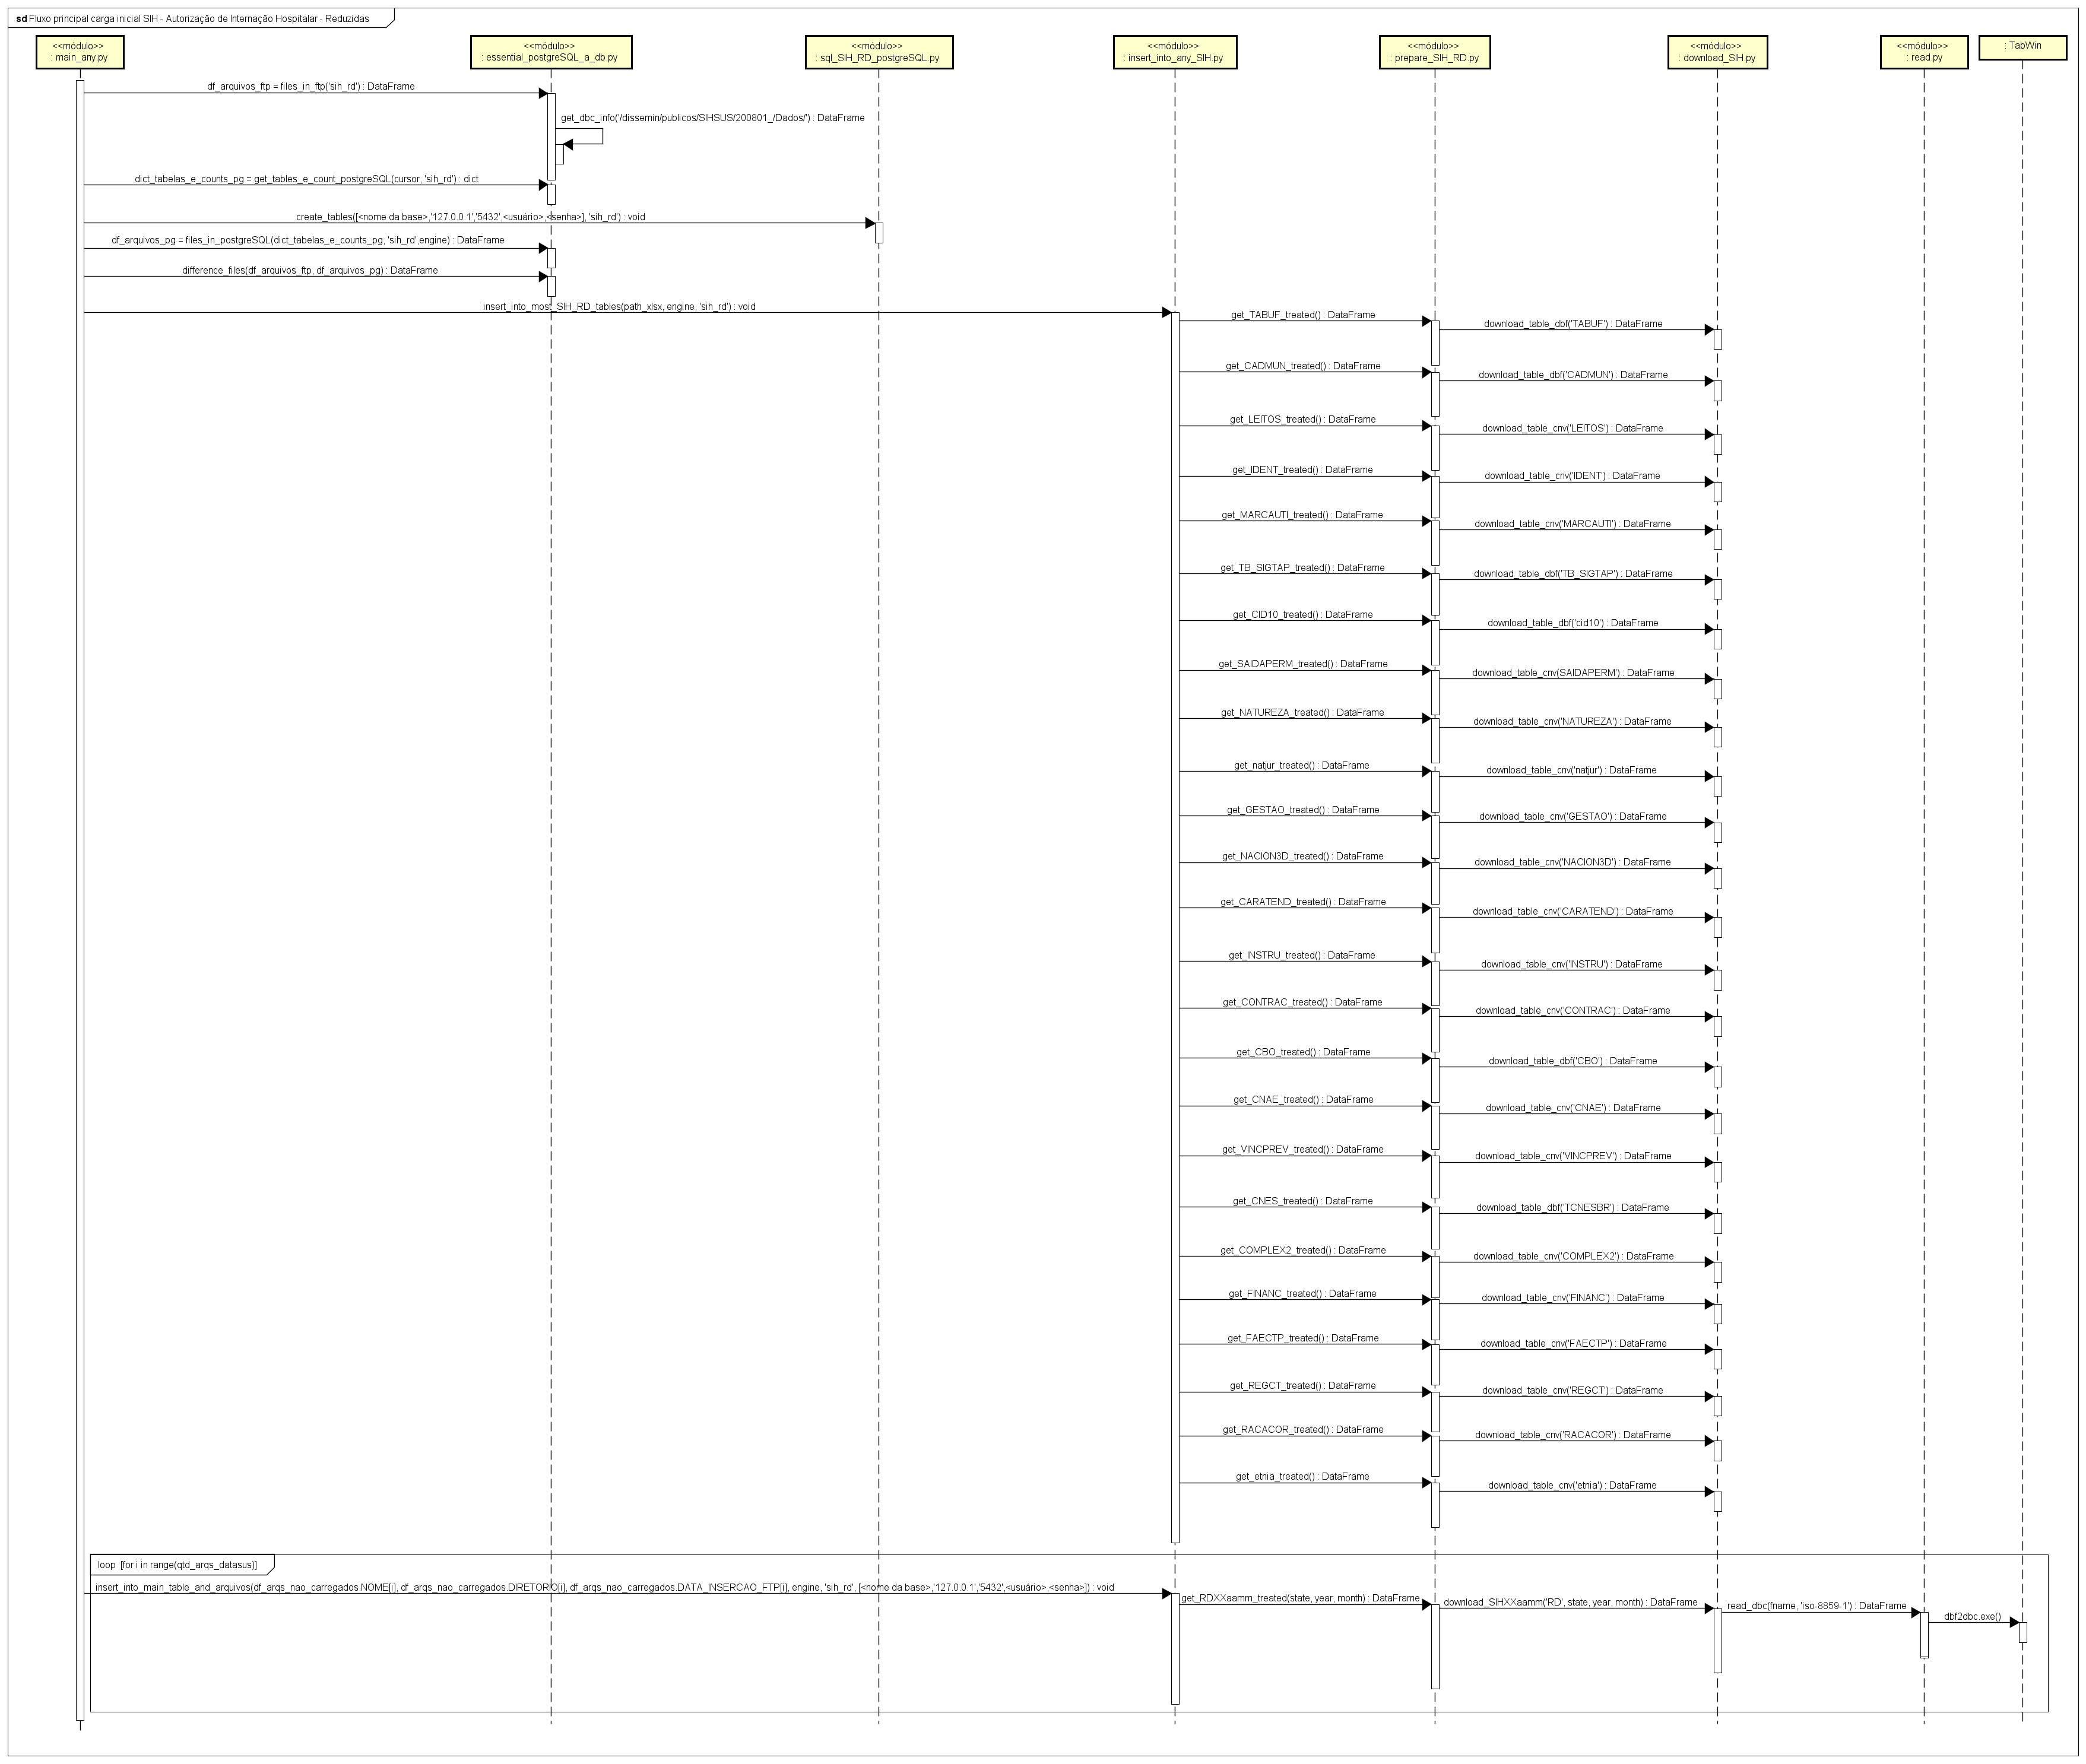 sd Fluxo principal carga inicial SIH - Autorização de Internação Hospitalar - Reduzidas
<<módulo>>
: main_any.py
<<módulo>>
: essential_postgreSQL_a_db.py
<<módulo>>
: sql_SIH_RD_postgreSQL.py
<<módulo>>
: insert_into_any_SIH.py
<<módulo>>
: prepare_SIH_RD.py
<<módulo>>
: download_SIH.py
<<módulo>>
: read.py
: TabWin
df_arquivos_ftp = files_in_ftp('sih_rd') : DataFrame
get_dbc_info('/dissemin/publicos/SIHSUS/200801_/Dados/') : DataFrame
dict_tabelas_e_counts_pg = get_tables_e_count_postgreSQL(cursor, 'sih_rd') : dict
create_tables([<nome da base>,'127.0.0.1','5432',<usuário>,<senha>], 'sih_rd') : void
df_arquivos_pg = files_in_postgreSQL(dict_tabelas_e_counts_pg, 'sih_rd',engine) : DataFrame
difference_files(df_arquivos_ftp, df_arquivos_pg) : DataFrame
insert_into_most_SIH_RD_tables(path_xlsx, engine, 'sih_rd') : void
get_TABUF_treated() : DataFrame
download_table_dbf('TABUF') : DataFrame
get_CADMUN_treated() : DataFrame
download_table_dbf('CADMUN') : DataFrame
get_LEITOS_treated() : DataFrame
download_table_cnv('LEITOS') : DataFrame
get_IDENT_treated() : DataFrame
download_table_cnv('IDENT') : DataFrame
get_MARCAUTI_treated() : DataFrame
download_table_cnv('MARCAUTI') : DataFrame
get_TB_SIGTAP_treated() : DataFrame
download_table_dbf('TB_SIGTAP') : DataFrame
get_CID10_treated() : DataFrame
download_table_dbf('cid10') : DataFrame
get_SAIDAPERM_treated() : DataFrame
download_table_cnv(SAIDAPERM') : DataFrame
get_NATUREZA_treated() : DataFrame
download_table_cnv('NATUREZA') : DataFrame
get_natjur_treated() : DataFrame
download_table_cnv('natjur') : DataFrame
get_GESTAO_treated() : DataFrame
download_table_cnv('GESTAO') : DataFrame
get_NACION3D_treated() : DataFrame
download_table_cnv('NACION3D') : DataFrame
get_CARATEND_treated() : DataFrame
download_table_cnv('CARATEND') : DataFrame
get_INSTRU_treated() : DataFrame
download_table_cnv('INSTRU') : DataFrame
get_CONTRAC_treated() : DataFrame
download_table_cnv('CONTRAC') : DataFrame
get_CBO_treated() : DataFrame
download_table_dbf('CBO') : DataFrame
get_CNAE_treated() : DataFrame
download_table_cnv('CNAE') : DataFrame
get_VINCPREV_treated() : DataFrame
download_table_cnv('VINCPREV') : DataFrame
get_CNES_treated() : DataFrame
download_table_dbf('TCNESBR') : DataFrame
get_COMPLEX2_treated() : DataFrame
download_table_cnv('COMPLEX2') : DataFrame
get_FINANC_treated() : DataFrame
download_table_cnv('FINANC') : DataFrame
get_FAECTP_treated() : DataFrame
download_table_cnv('FAECTP') : DataFrame
get_REGCT_treated() : DataFrame
download_table_cnv('REGCT') : DataFrame
get_RACACOR_treated() : DataFrame
download_table_cnv('RACACOR') : DataFrame
get_etnia_treated() : DataFrame
download_table_cnv('etnia') : DataFrame
loop [for i in range(qtd_arqs_datasus)]
insert_into_main_table_and_arquivos(df_arqs_nao_carregados.NOME[i], df_arqs_nao_carregados.DIRETORIO[i], df_arqs_nao_carregados.DATA_INSERCAO_FTP[i], engine, 'sih_rd', [<nome da base>,'127.0.0.1','5432',<usuário>,<senha>]) : void
get_RDXXaamm_treated(state, year, month) : DataFrame
download_SIHXXaamm('RD', state, year, month) : DataFrame
read_dbc(fname, 'iso-8859-1') : DataFrame
dbf2dbc.exe()